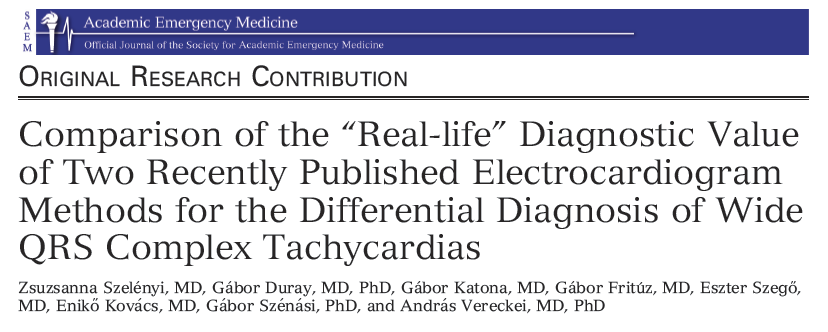 SAEM
Academic Emergency Medicine
Official Journal of the Society for Academic Emergency Medicine
ORIGINAL RESEARCH CONTRIBUTION
Comparison of the “Real-life” Diagnostic Value
of Two Recently Published Electrocardiogram
Methods for the Differential Diagnosis of Wide
QRS Complex Tachycardias
Zsuzsanna Szelényi, MD, Gábor Duray, MD, PhD, Gábor Katona, MD, Gábor Fritúz, MD, Eszter Szegő,
MD, Enikő Kovács, MD, Gábor Szénási, PhD, and András Vereckei, MD, PhD